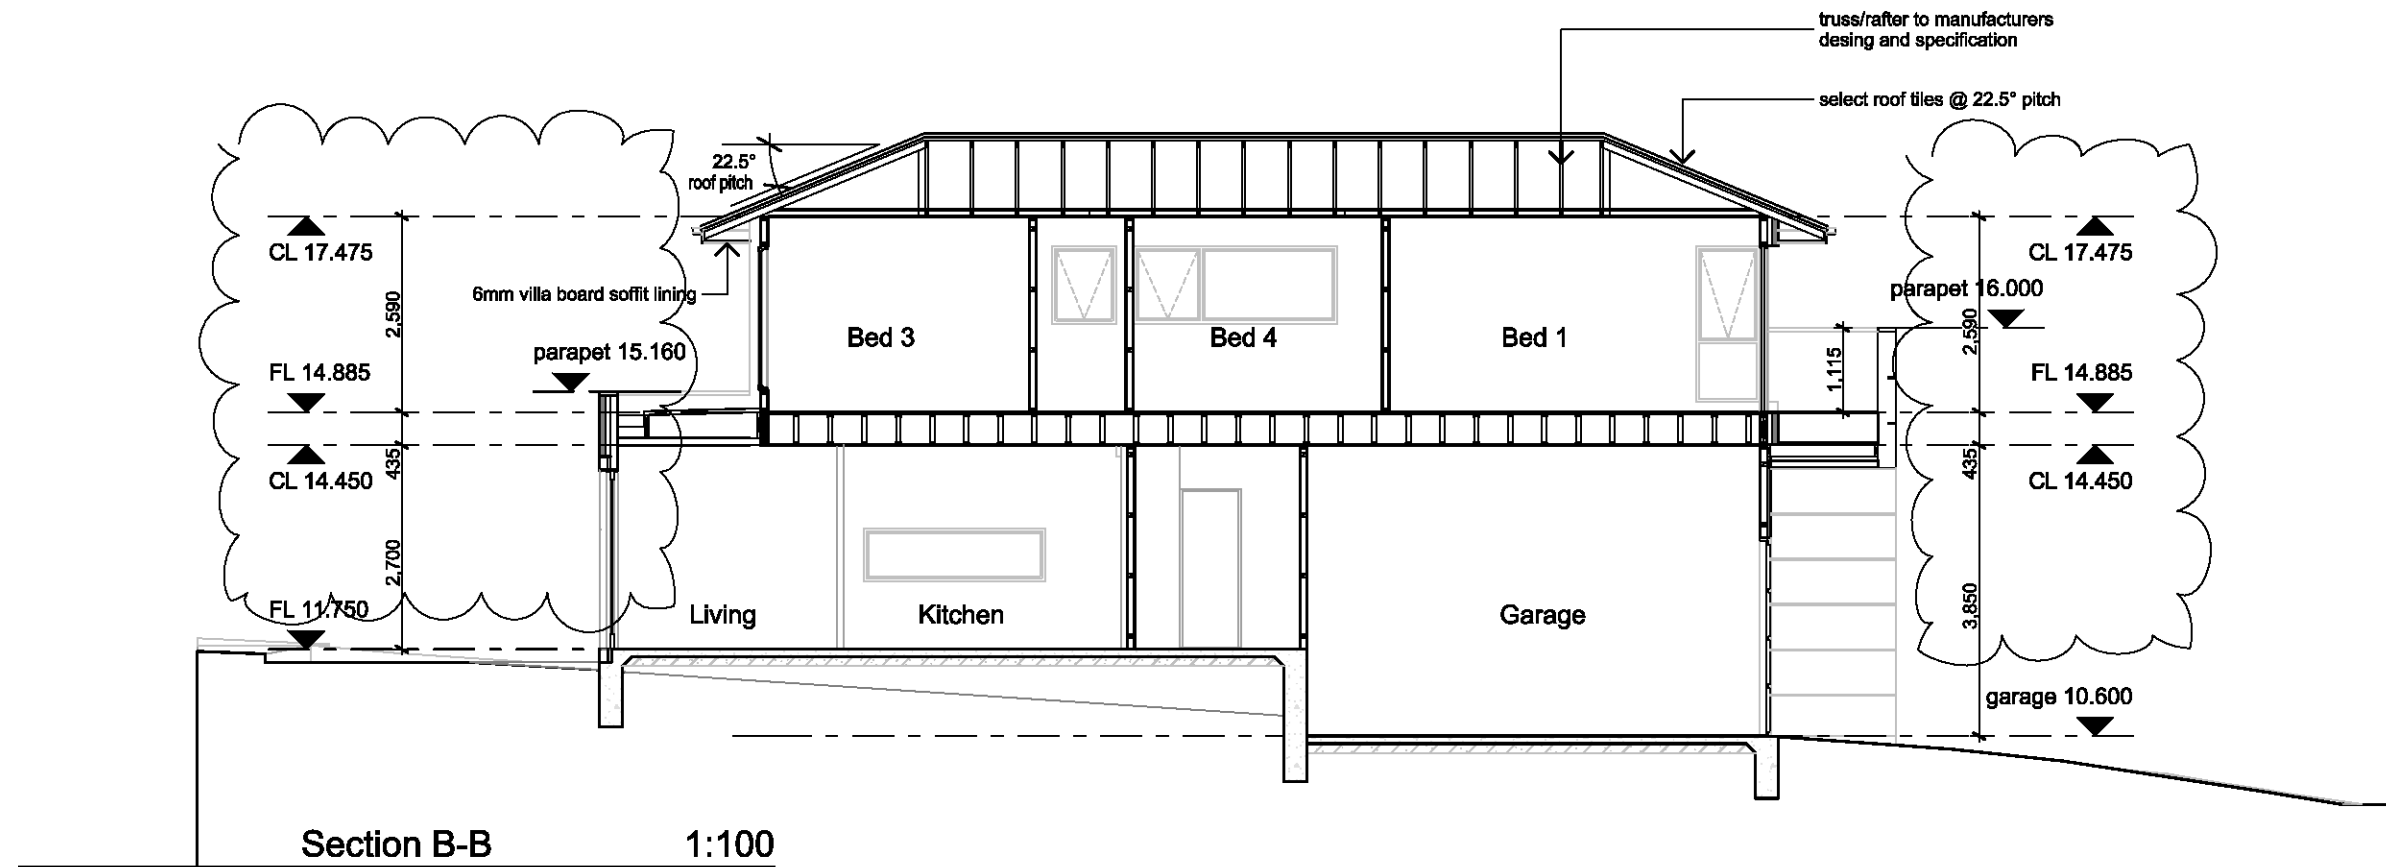 truss/rafter to manufacturers
desing and specification
select roof tiles @ 22.5° pitch
22.5°
roof pitch
CL 17.475
CL 17.475
parapet 16.000
6mm villa board soffit lining
2,590
2,590
Bed 3
Bed 4
Bed 1
parapet 15.160
1,115
FL 14.885
FL 14.885
435
435
CL 14.450
CL 14.450
2,700
3,850
FL 11.750
Living
Kitchen
Garage
garage 10.600
Section B-B 1:100